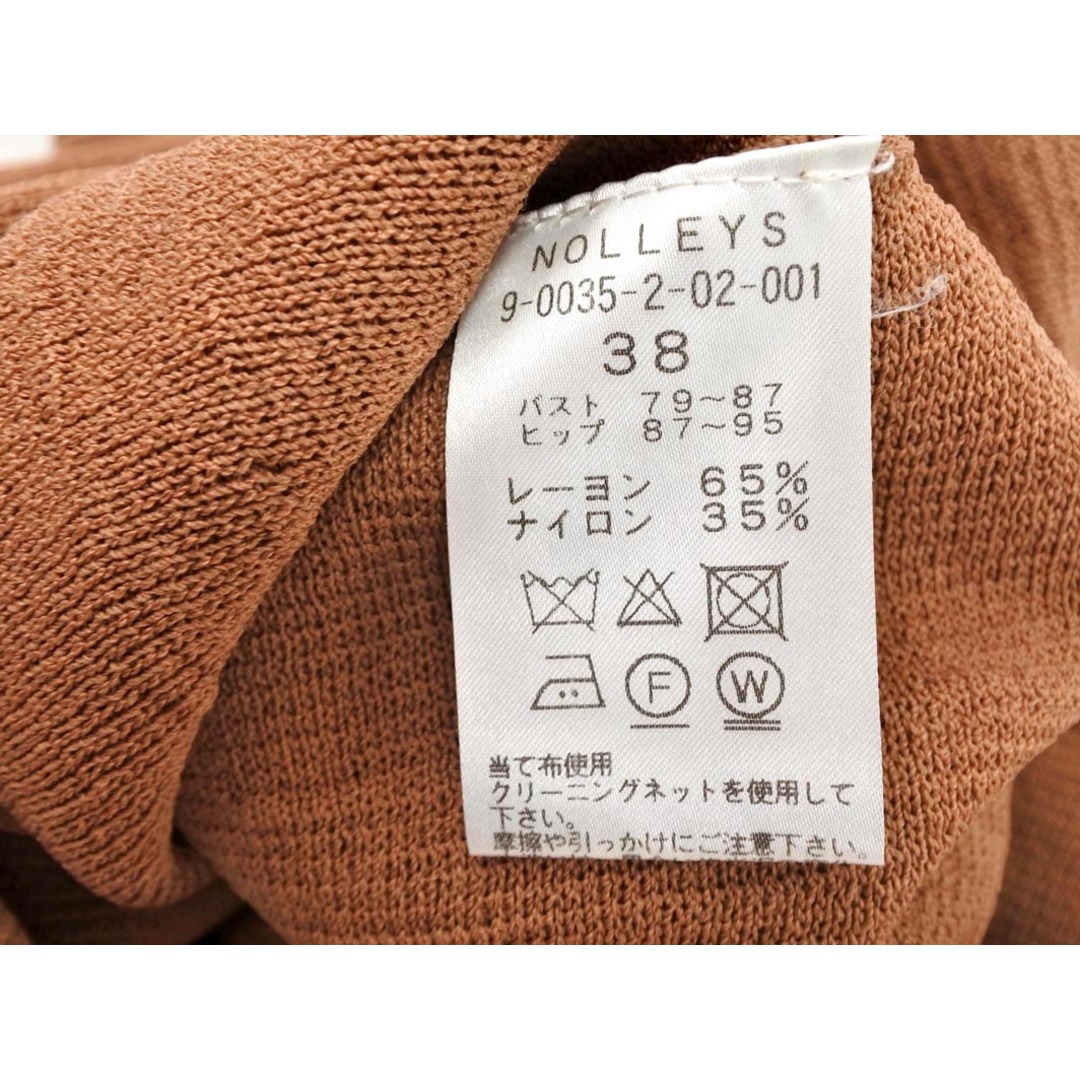 NOLLEYS
9-0035-2-02-001
38
バスト 79~87
ヒップ 87~95
レーヨン 65%
ナイロン 35%
F W
当て布使用
クリーニングネットを使用して
下さい。
摩擦や引っかけにご注意下さい。